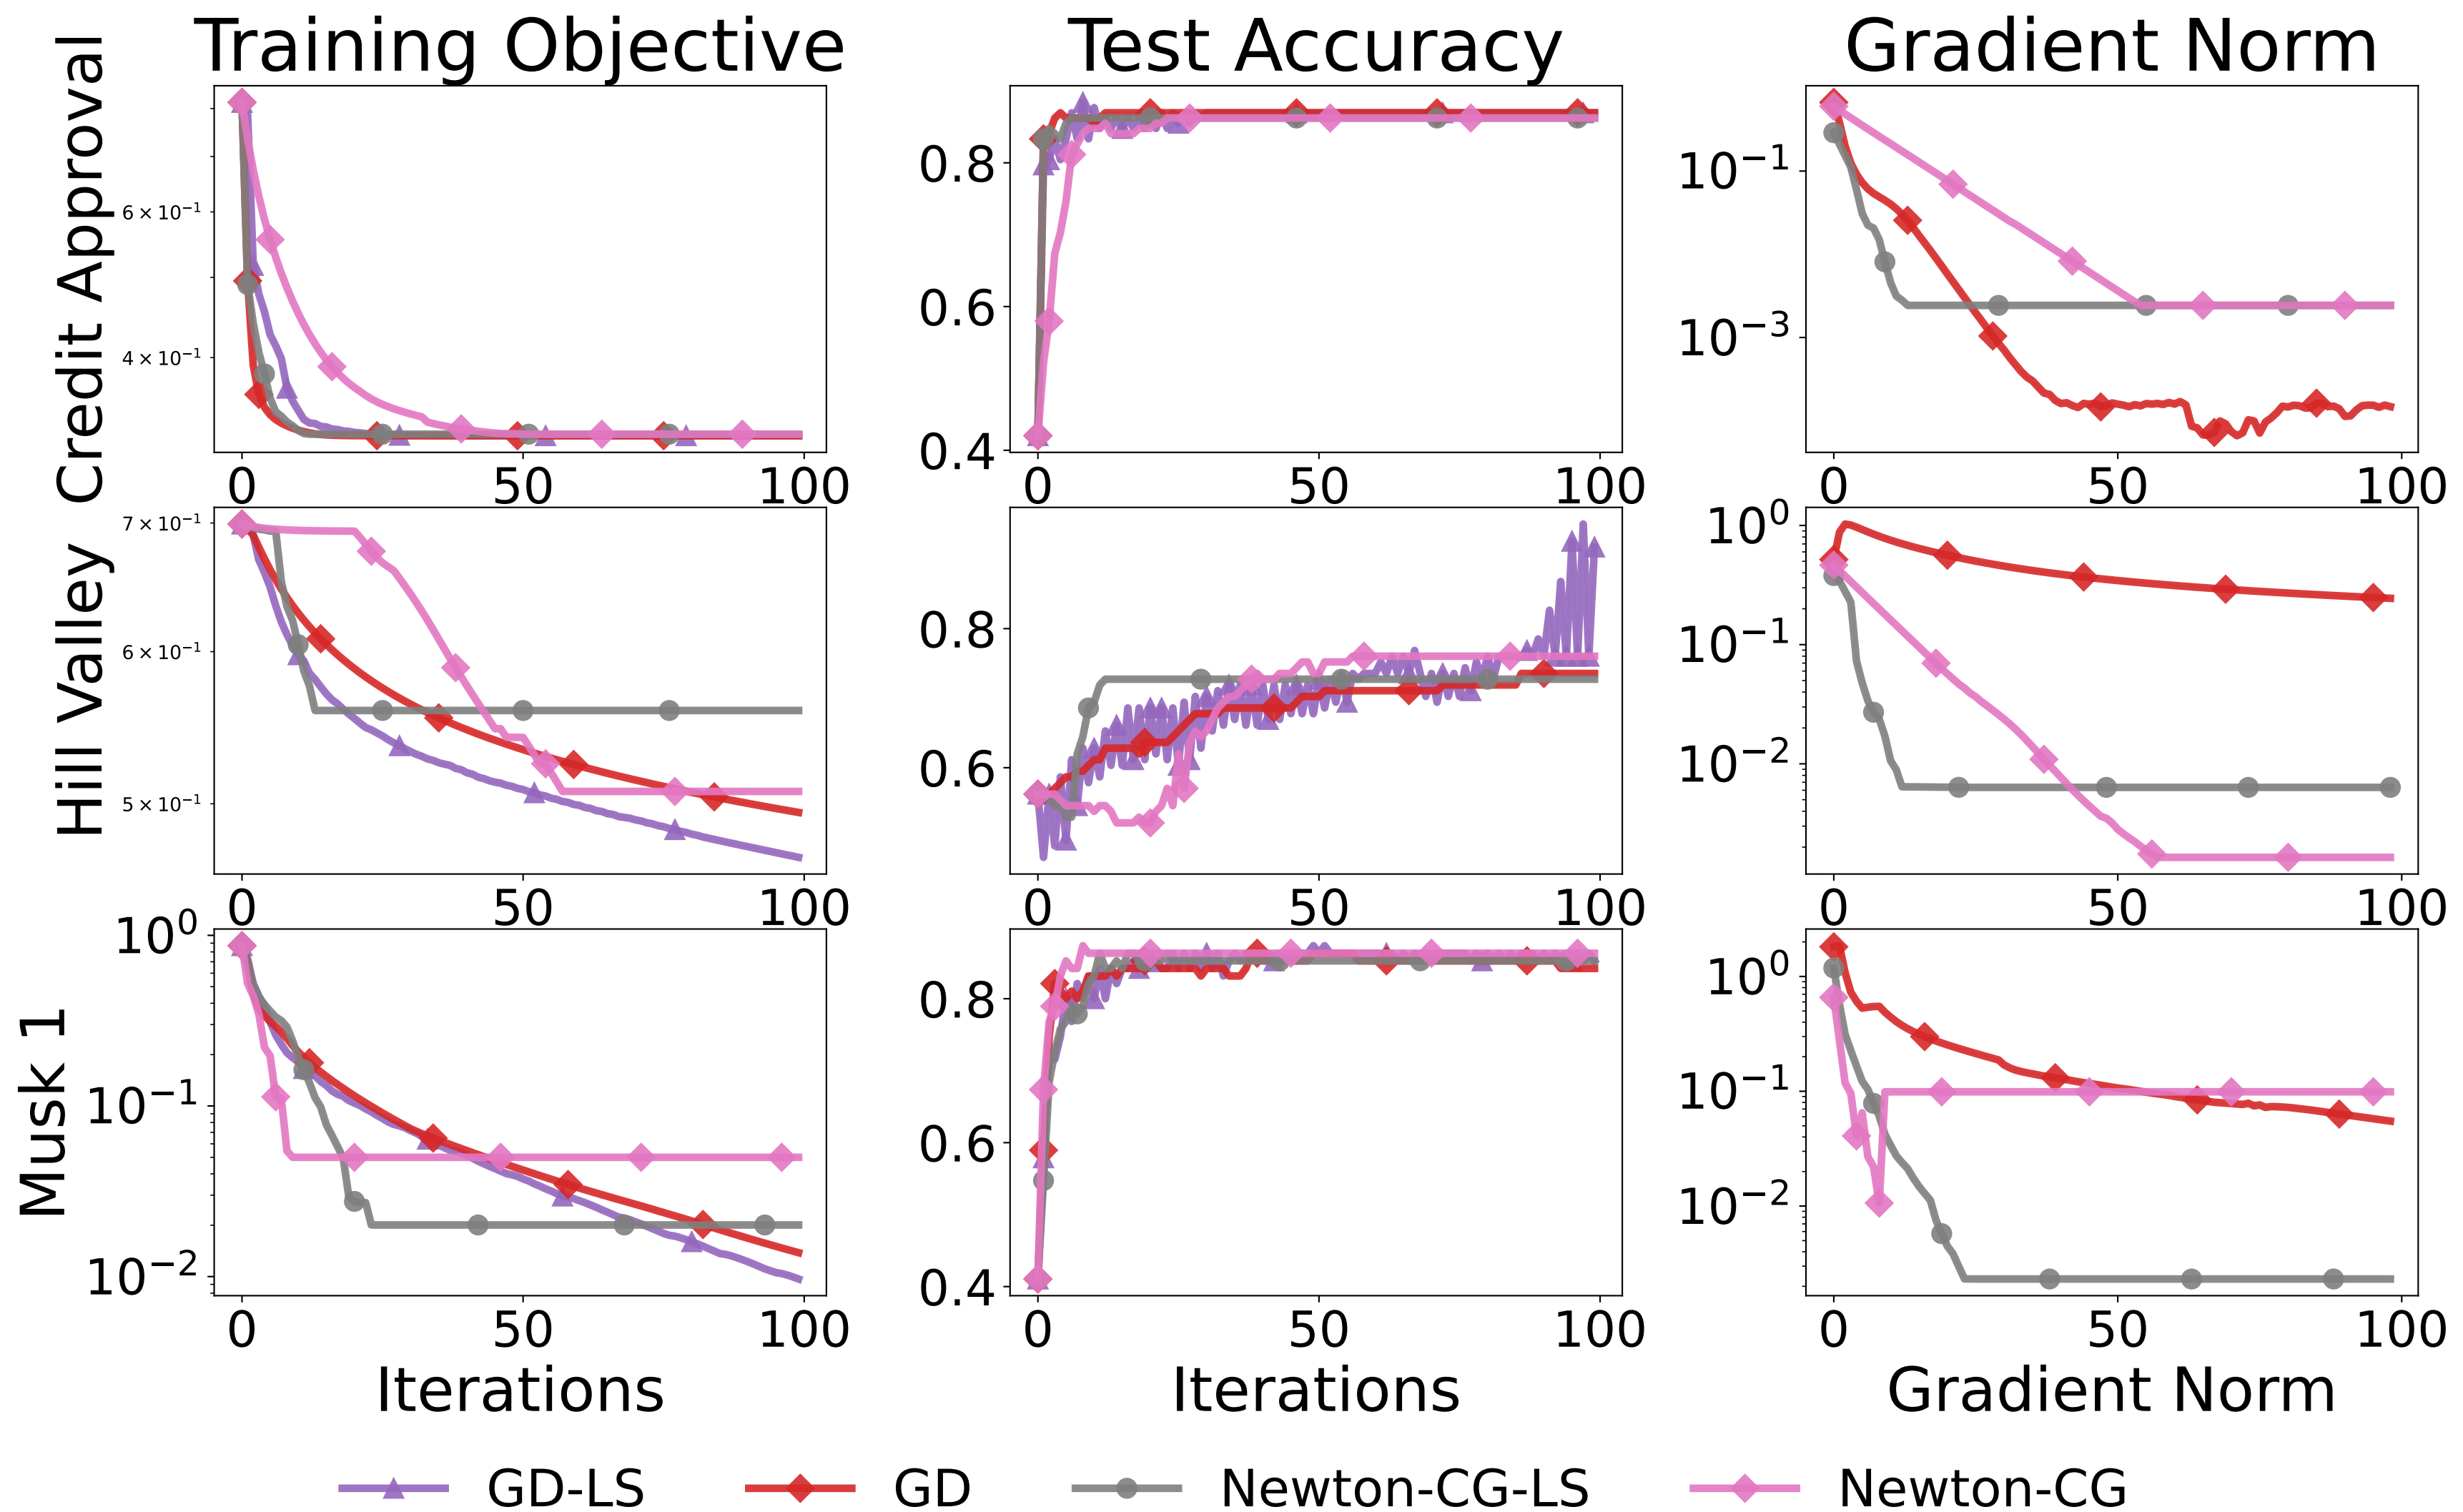 Training Objective Test Accuracy Gradient Norm
Credit Approval
6 × 10⁻¹
4 × 10⁻¹
0 50 100
0.8
0.6
0.4
0 50 100
10⁻¹
10⁻³
0 50 100
Hill Valley
7 × 10⁻¹
6 × 10⁻¹
5 × 10⁻¹
0 50 100
0.8
0.6
0 50 100
10⁰
10⁻¹
10⁻²
0 50 100
Musk 1
10⁰
10⁻¹
10⁻²
0 50 100
Iterations
0.8
0.6
0.4
0 50 100
Iterations
10⁰
10⁻¹
10⁻²
0 50 100
Gradient Norm
GD-LS GD Newton-CG-LS Newton-CG